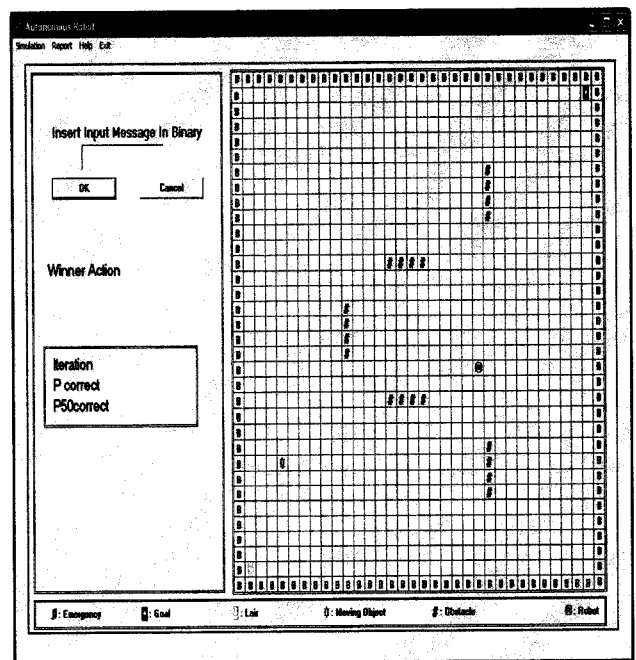 Autonomous Robot
Simulation Report Help Exit
Insert Input Message In Binary
OK Cancel
Winner Action
Iteration
P correct
P50correct
: Emergency : Goal : Lair : Moving Object #: Obstacle : Robot